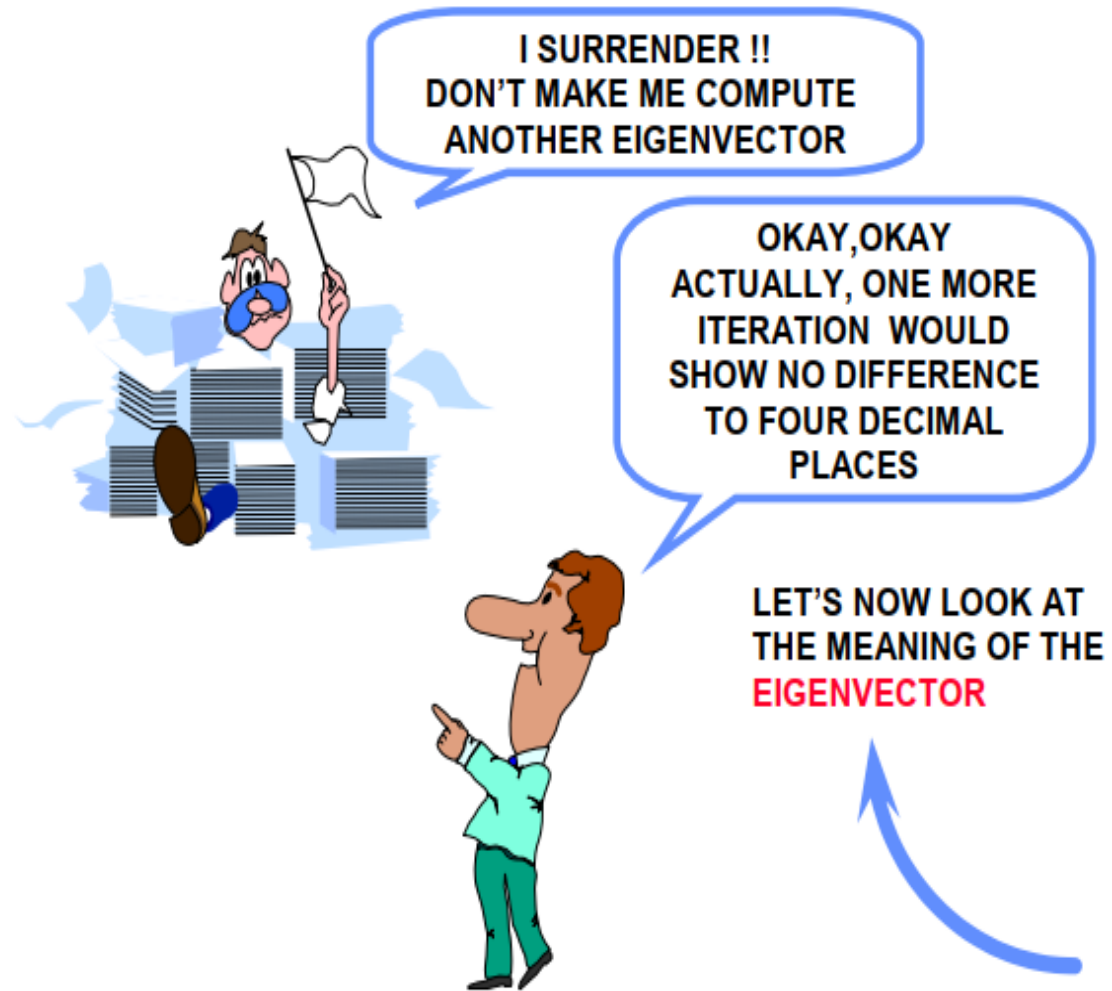 I SURRENDER !!
DON'T MAKE ME COMPUTE
ANOTHER EIGENVECTOR
OKAY,OKAY
ACTUALLY, ONE MORE
ITERATION WOULD
SHOW NO DIFFERENCE
TO FOUR DECIMAL
PLACES
LET'S NOW LOOK AT
THE MEANING OF THE
EIGENVECTOR